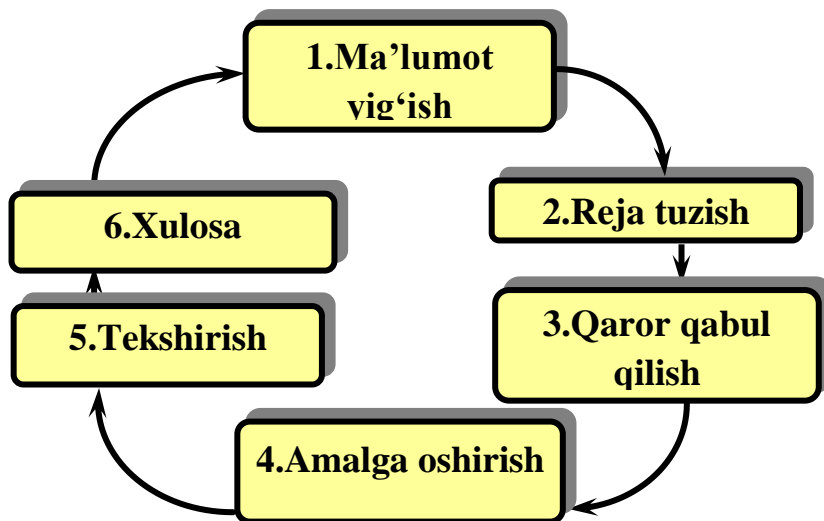 1.Ma’lumot
yig‘ish
2.Reja tuzish
3.Qaror qabul
qilish
4.Amalga oshirish
5.Tekshirish
6.Xulosa